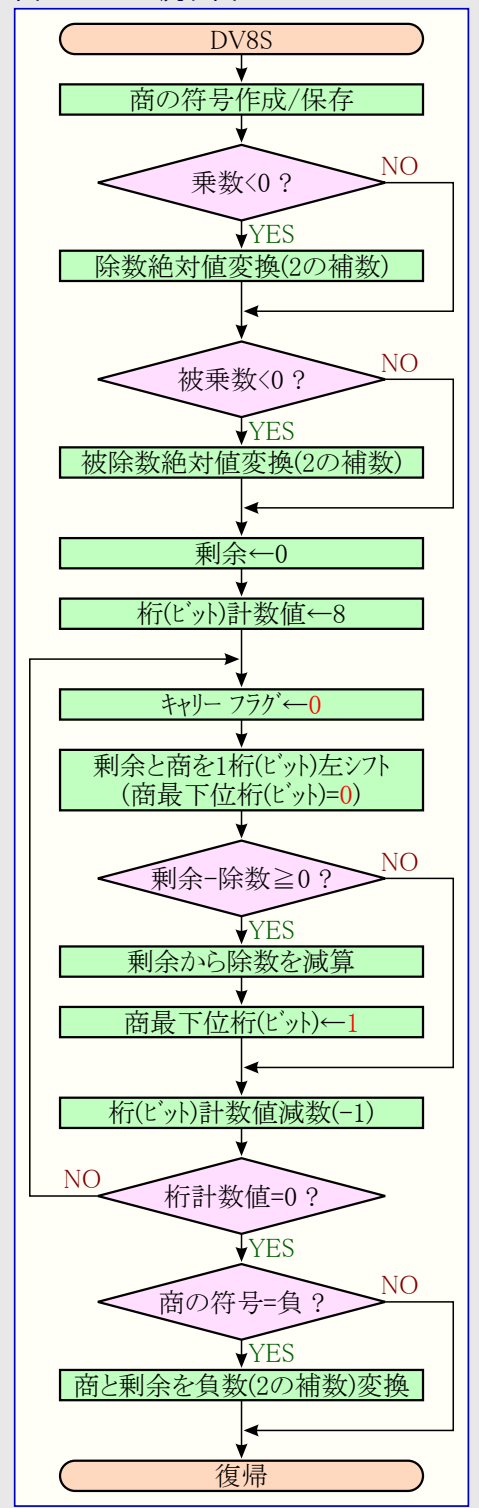 DV8S
商の符号作成/保存
乗数<0 ?
NO
YES
除数絶対値変換(2の補数)
被乗数<0 ?
NO
YES
被除数絶対値変換(2の補数)
剰余←0
桁(ﾋﾞｯﾄ)計数値←8
ｷｬﾘｰ ﾌﾗｸﾞ←0
剰余と商を1桁(ﾋﾞｯﾄ)左ｼﾌﾄ
(商最下位桁(ﾋﾞｯﾄ)=0)
剰余-除数≧0 ?
NO
YES
剰余から除数を減算
商最下位桁(ﾋﾞｯﾄ)←1
桁(ﾋﾞｯﾄ)計数値減数(-1)
NO
桁計数値=0 ?
YES
商の符号=負 ?
NO
YES
商と剰余を負数(2の補数)変換
復帰